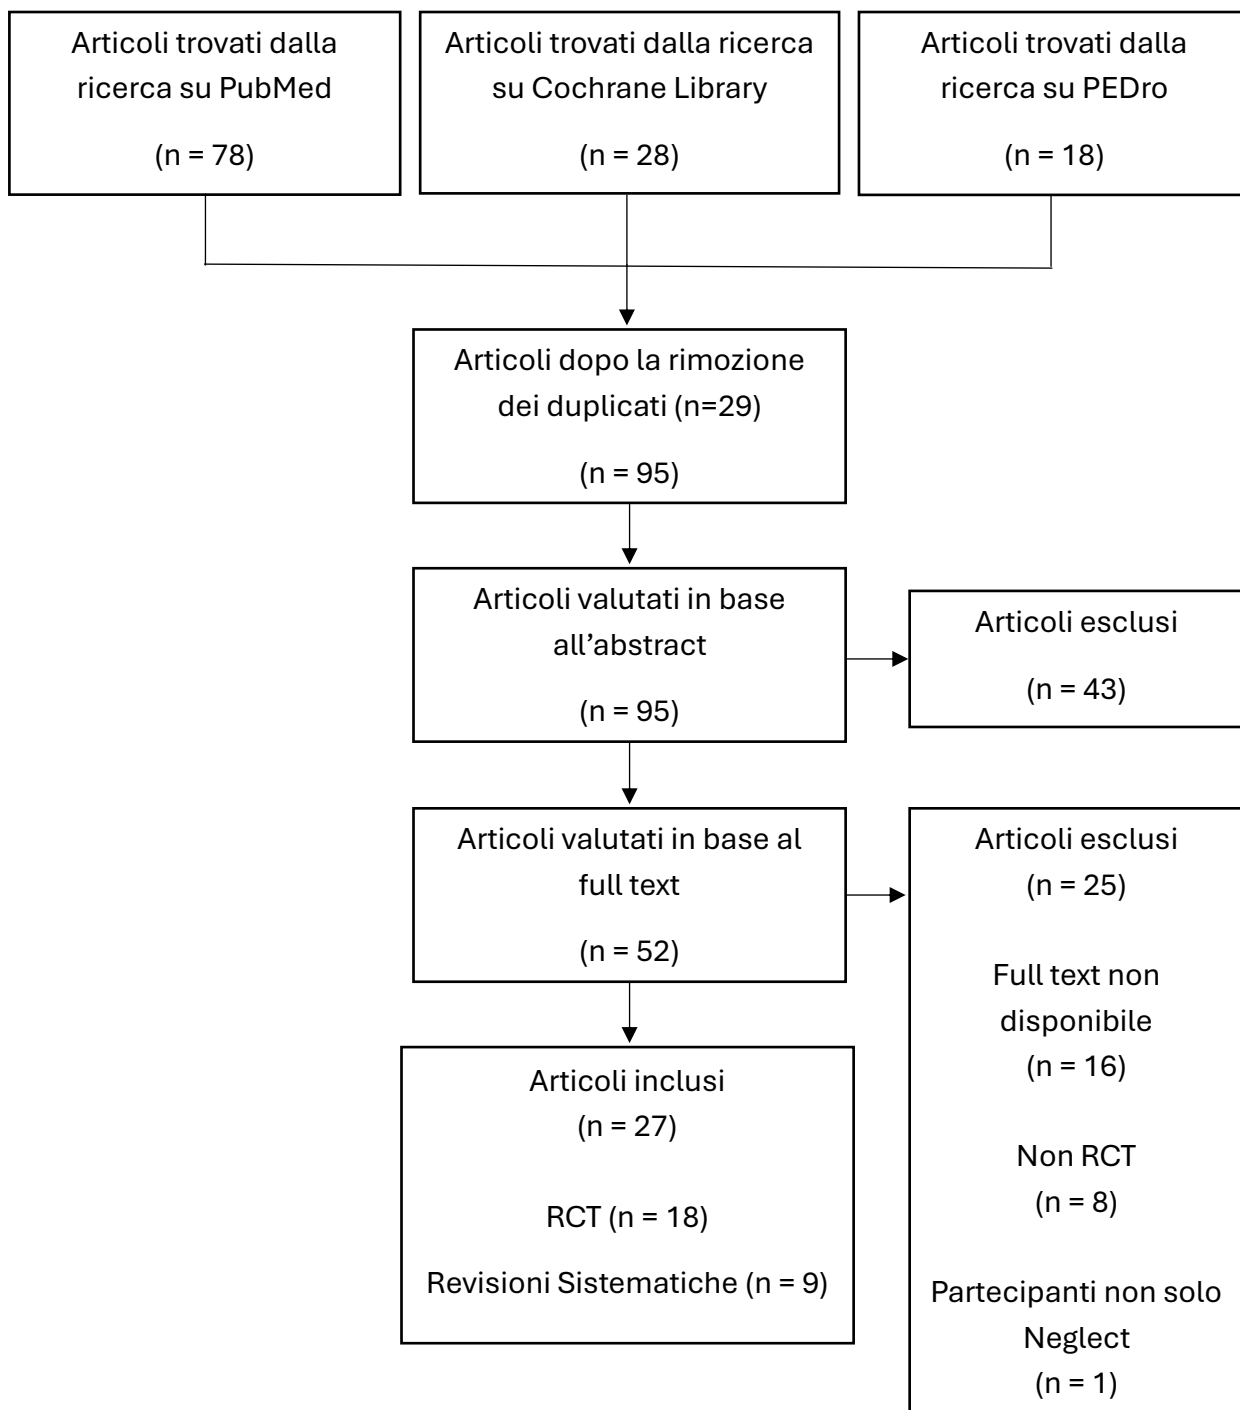 Articoli trovati dalla
ricerca su PubMed
(n = 78)
Articoli trovati dalla ricerca
su Cochrane Library
(n = 28)
Articoli trovati dalla
ricerca su PEDro
(n = 18)
Articoli dopo la rimozione
dei duplicati (n=29)
(n = 95)
Articoli valutati in base
all’abstract
(n = 95)
Articoli esclusi
(n = 43)
Articoli valutati in base al
full text
(n = 52)
Articoli esclusi
(n = 25)
Full text non
disponibile
(n = 16)
Non RCT
(n = 8)
Partecipanti non solo
Neglect
(n = 1)
Articoli inclusi
(n = 27)
RCT (n = 18)
Revisioni Sistematiche (n = 9)